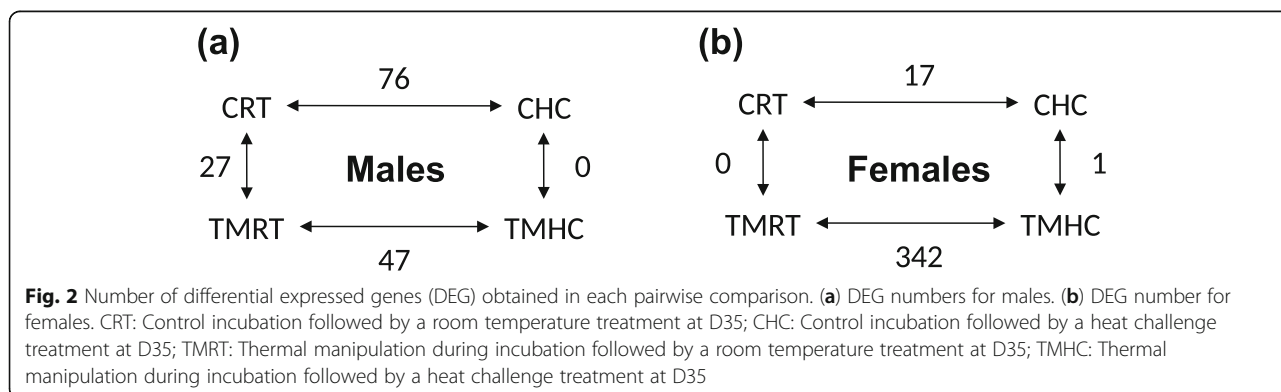 (a)
76
CRT
CHC
27
Males
0
TMRT
TMHC
47
(b)
17
CRT
CHC
0
Females
1
TMRT
TMHC
342
Fig. 2 Number of differential expressed genes (DEG) obtained in each pairwise comparison. (a) DEG numbers for males. (b) DEG number for
females. CRT: Control incubation followed by a room temperature treatment at D35; CHC: Control incubation followed by a heat challenge
treatment at D35; TMRT: Thermal manipulation during incubation followed by a room temperature treatment at D35; TMHC: Thermal
manipulation during incubation followed by a heat challenge treatment at D35